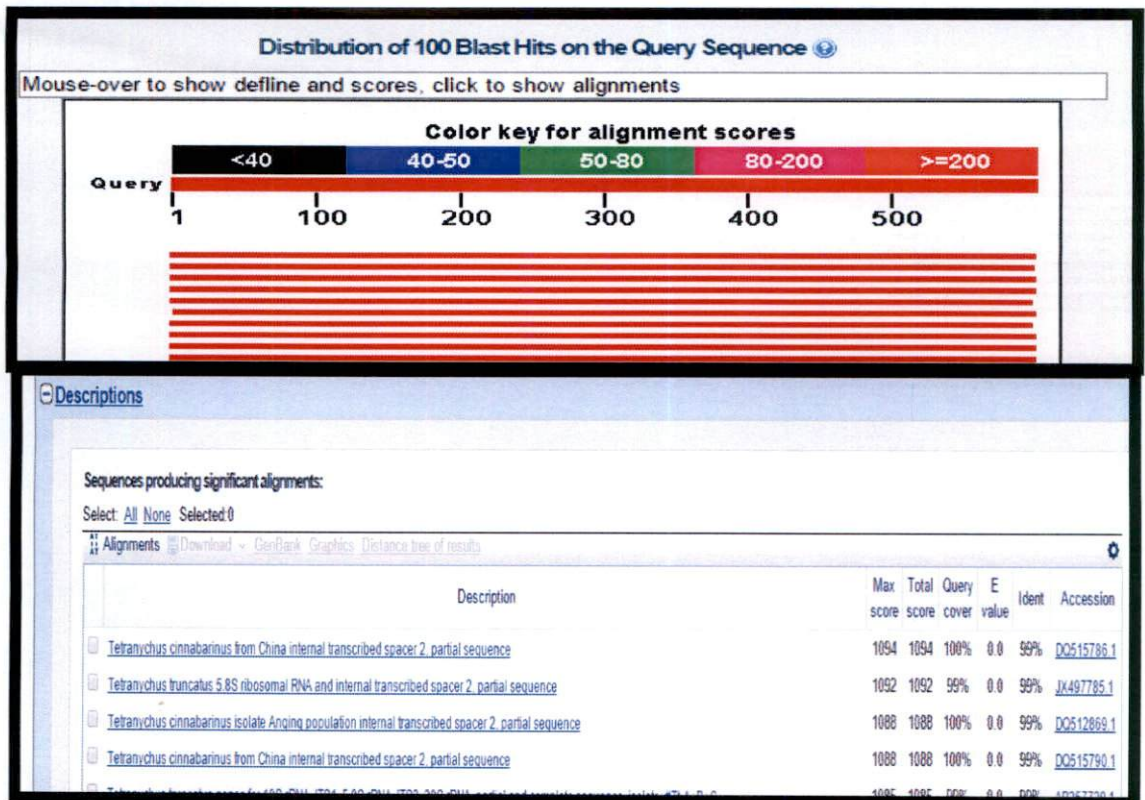 Distribution of 100 Blast Hits on the Query Sequence
Mouse-over to show defline and scores, click to show alignments
Color key for alignment scores
<40 40-50 50-80 80-200 >=200
Query
1 100 200 300 400 500
Descriptions
Sequences producing significant alignments:
Select: All None Selected:0
Alignments Download GenBank Graphics Distance tree of results
Description Max score Total score Query cover E value Ident Accession
Tetranychus cinnabarinus from China internal transcribed spacer 2, partial sequence 1094 1094 100% 0.0 99% DQ515786.1
Tetranychus truncatus 5.8S ribosomal RNA and internal transcribed spacer 2, partial sequence 1092 1092 99% 0.0 99% JX497785.1
Tetranychus cinnabarinus isolate Anqing population internal transcribed spacer 2, partial sequence 1088 1088 100% 0.0 99% DQ512869.1
Tetranychus cinnabarinus from China internal transcribed spacer 2, partial sequence 1088 1088 100% 0.0 99% DQ515790.1